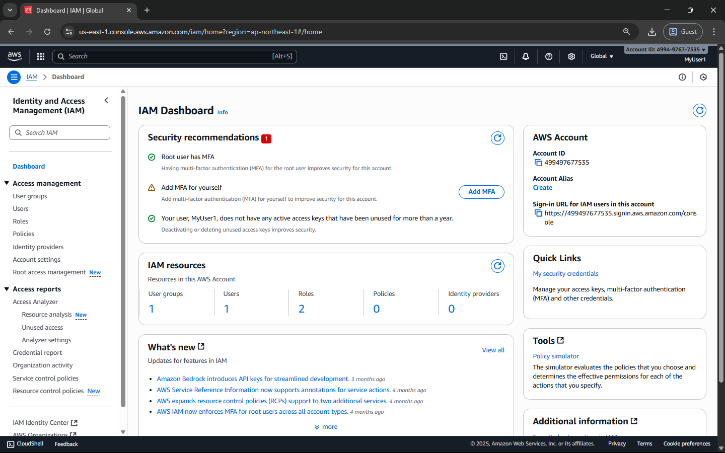 Dashboard | IAM | Global
us-east-1.console.aws.amazon.com/iam/home?region=ap-northeast-1#/home
Guest
aws
Search
[Alt+S]
Global
Account ID: 4994-9767-7535
MyUser1
IAM
Dashboard
Identity and Access Management (IAM)
Search IAM
Dashboard
Access management
User groups
Users
Roles
Policies
Identity providers
Account settings
Root access management New
Access reports
Access Analyzer
Resource analysis New
Unused access
Analyzer settings
Credential report
Organization activity
Service control policies
Resource control policies New
IAM Identity Center
AWS Organizations
IAM Dashboard Info
Security recommendations 1
Root user has MFA
Having multi-factor authentication (MFA) for the root user improves security for this account.
Add MFA for yourself
Add multi-factor authentication (MFA) for yourself to improve security for this account.
Add MFA
Your user, MyUser1, does not have any active access keys that have been unused for more than a year.
Deactivating or deleting unused access keys improves security.
IAM resources
Resources in this AWS Account
User groups
1
Users
1
Roles
2
Policies
0
Identity providers
0
What's new
View all
Updates for features in IAM
Amazon Bedrock introduces API keys for streamlined development. 3 months ago
AWS Service Reference Information now supports annotations for service actions. 4 months ago
AWS expands resource control policies (RCPs) support to two additional services. 4 months ago
AWS IAM now enforces MFA for root users across all account types. 4 months ago
more
AWS Account
Account ID
499497677535
Account Alias
Create
Sign-in URL for IAM users in this account
https://499497677535.signin.aws.amazon.com/cons
ole
Quick Links
My security credentials
Manage your access keys, multi-factor authentication
(MFA) and other credentials.
Tools
Policy simulator
The simulator evaluates the policies that you choose and
determines the effective permissions for each of the
actions that you specify.
Additional information
CloudShell
Feedback
© 2025, Amazon Web Services, Inc. or its affiliates.
Privacy
Terms
Cookie preferences